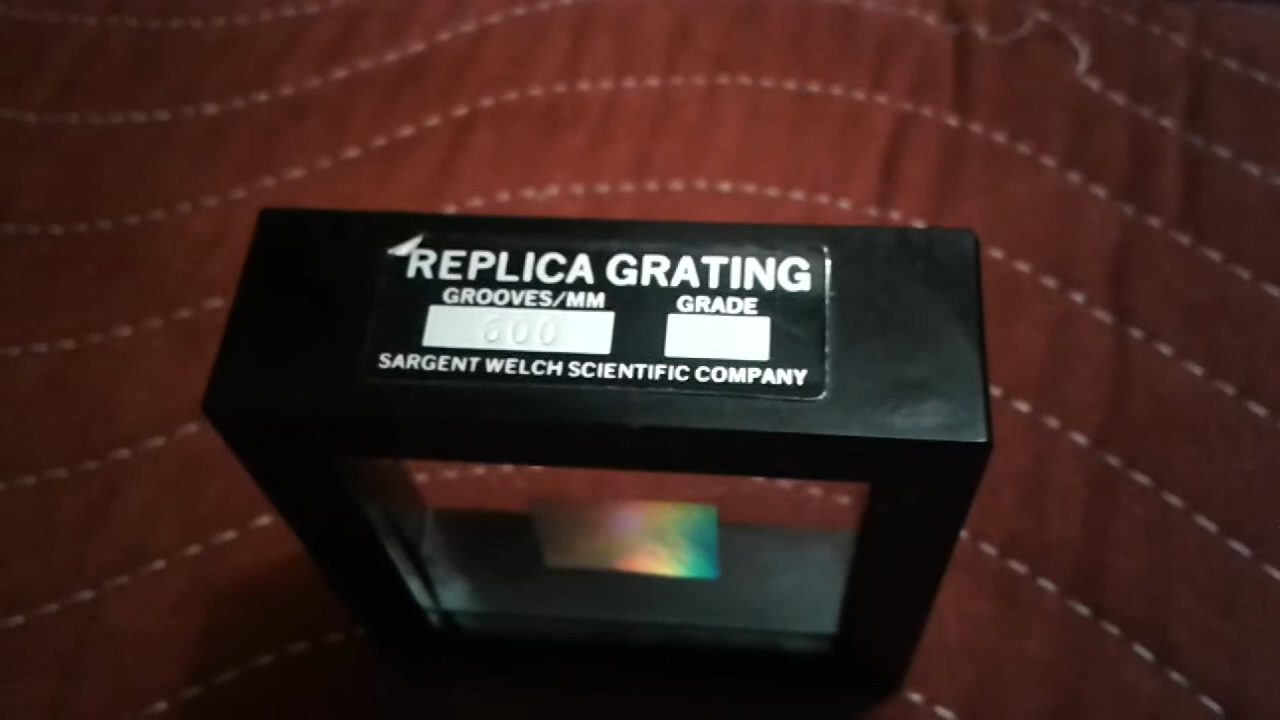 REPLICA GRATING
GROOVES/MM GRADE
600
SARGENT WELCH SCIENTIFIC COMPANY